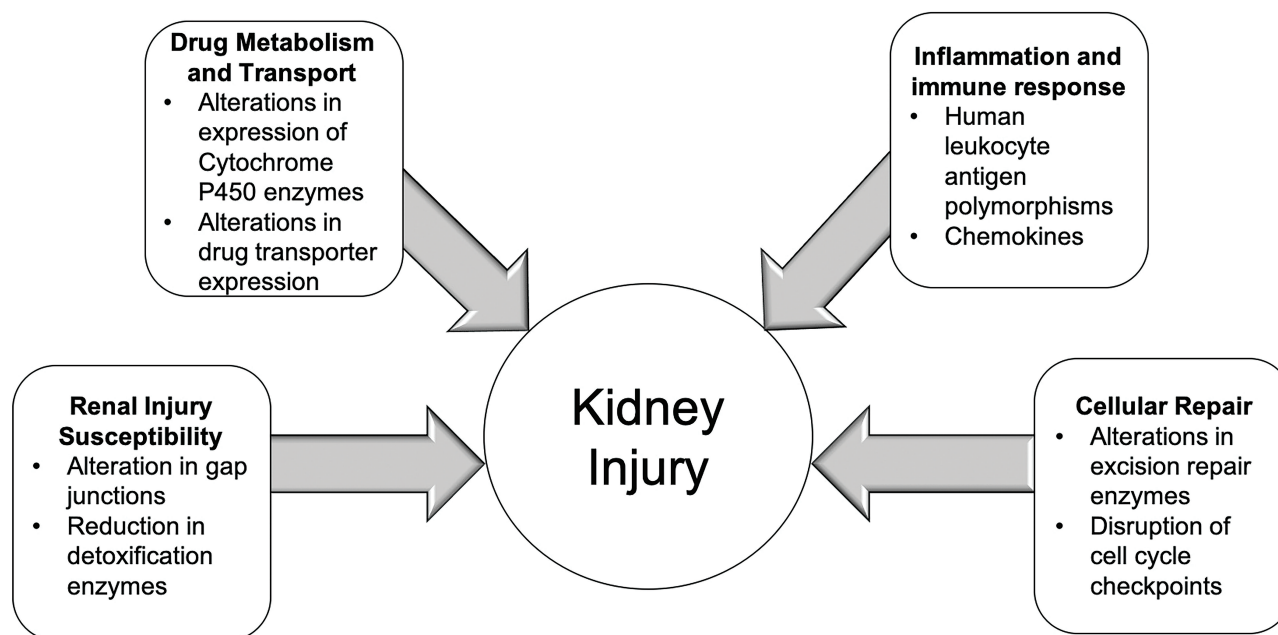 Drug Metabolism
and Transport
• Alterations in
expression of
Cytochrome
P450 enzymes
• Alterations in
drug transporter
expression
Inflammation and
immune response
• Human
leukocyte
antigen
polymorphisms
• Chemokines
Renal Injury
Susceptibility
• Alteration in gap
junctions
• Reduction in
detoxification
enzymes
Kidney
Injury
Cellular Repair
• Alterations in
excision repair
enzymes
• Disruption of
cell cycle
checkpoints